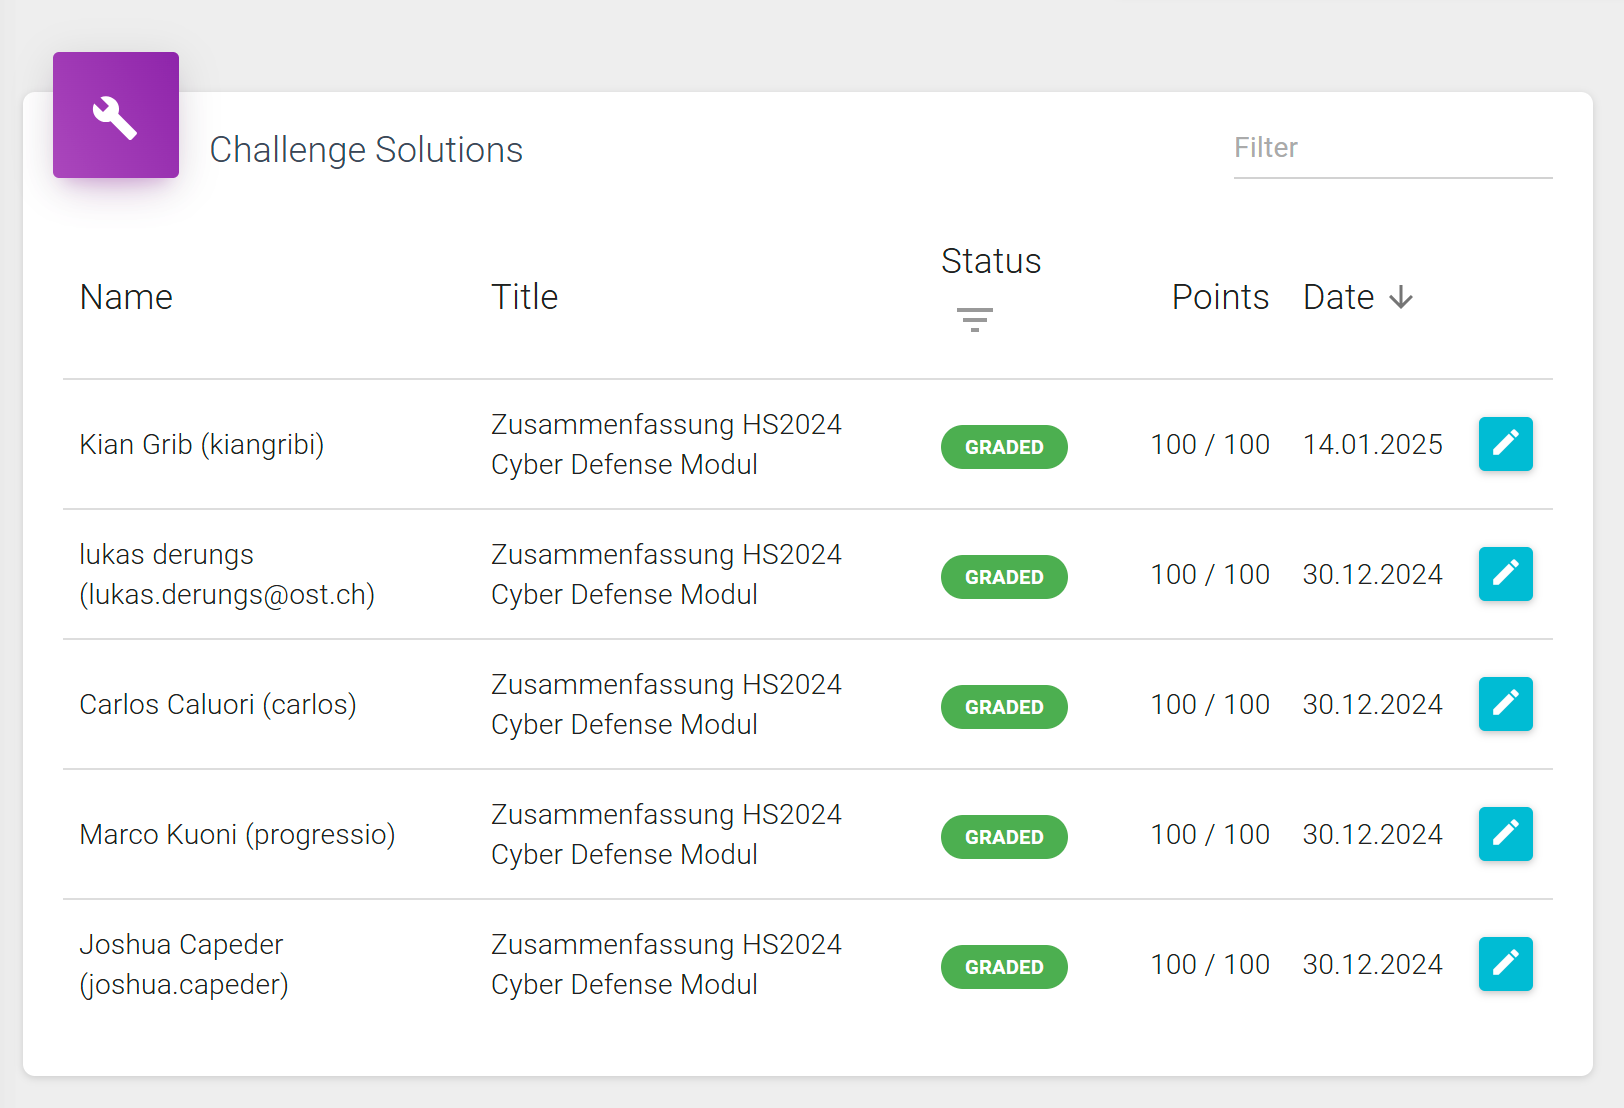 Challenge Solutions
Filter
Name
Title
Status
Points
Date
Kian Grib (kiangribi)
Zusammenfassung HS2024
Cyber Defense Modul
GRADED
100 / 100
14.01.2025
lukas derungs
(lukas.derungs@ost.ch)
Zusammenfassung HS2024
Cyber Defense Modul
GRADED
100 / 100
30.12.2024
Carlos Caluori (carlos)
Zusammenfassung HS2024
Cyber Defense Modul
GRADED
100 / 100
30.12.2024
Marco Kuoni (progressio)
Zusammenfassung HS2024
Cyber Defense Modul
GRADED
100 / 100
30.12.2024
Joshua Capeder
(joshua.capeder)
Zusammenfassung HS2024
Cyber Defense Modul
GRADED
100 / 100
30.12.2024